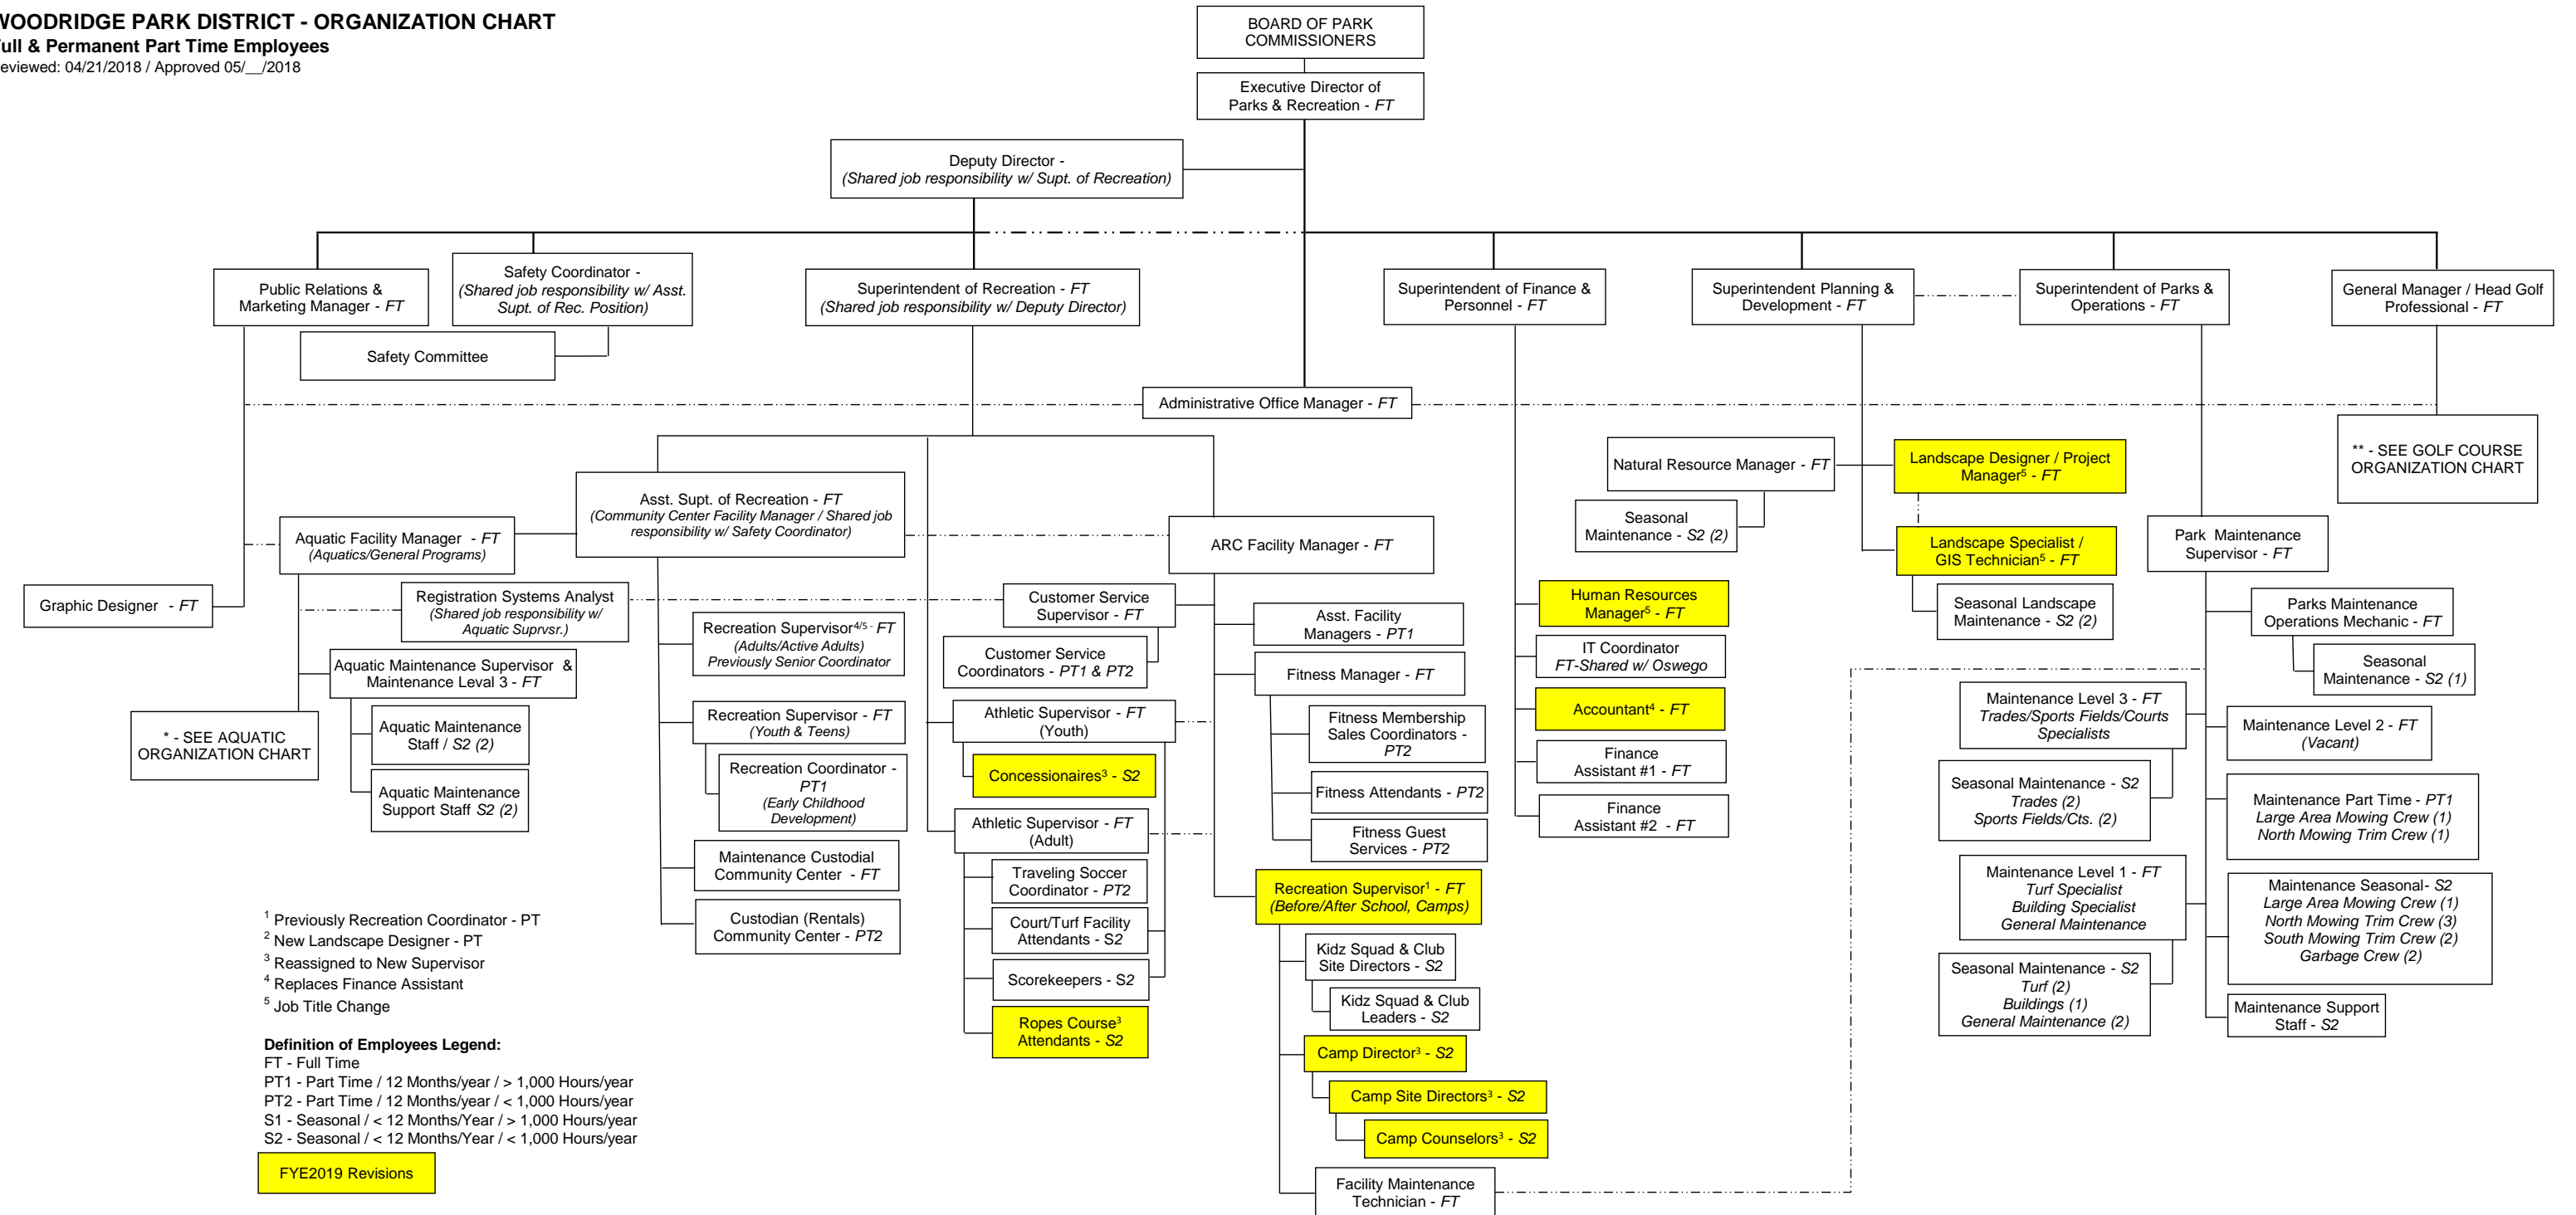 WOODRIDGE PARK DISTRICT - ORGANIZATION CHART
Full & Permanent Part Time Employees
Reviewed: 04/21/2018 / Approved 05/__/2018
BOARD OF PARK
COMMISSIONERS
Executive Director of
Parks & Recreation - FT
Deputy Director -
(Shared job responsibility w/ Supt. of Recreation)
Public Relations &
Marketing Manager - FT
Safety Coordinator -
(Shared job responsibility w/ Asst.
Supt. of Rec. Position)
Safety Committee
Superintendent of Recreation - FT
(Shared job responsibility w/ Deputy Director)
Superintendent of Finance &
Personnel - FT
Superintendent Planning &
Development - FT
Superintendent of Parks &
Operations - FT
General Manager / Head Golf
Professional - FT
Administrative Office Manager - FT
** - SEE GOLF COURSE
ORGANIZATION CHART
Natural Resource Manager - FT
Seasonal
Maintenance - S2 (2)
Landscape Designer / Project
Manager⁵ - FT
Landscape Specialist /
GIS Technician⁵ - FT
Seasonal Landscape
Maintenance - S2 (2)
Asst. Supt. of Recreation - FT
(Community Center Facility Manager / Shared job
responsibility w/ Safety Coordinator)
Aquatic Facility Manager - FT
(Aquatics/General Programs)
ARC Facility Manager - FT
Park Maintenance
Supervisor - FT
Graphic Designer - FT
Registration Systems Analyst
(Shared job responsibility w/
Aquatic Suprvsr.)
Aquatic Maintenance Supervisor &
Maintenance Level 3 - FT
* - SEE AQUATIC
ORGANIZATION CHART
Aquatic Maintenance
Staff / S2 (2)
Aquatic Maintenance
Support Staff S2 (2)
Recreation Supervisor⁴/⁵ - FT
(Adults/Active Adults)
Previously Senior Coordinator
Recreation Supervisor - FT
(Youth & Teens)
Recreation Coordinator -
PT1
(Early Childhood
Development)
Maintenance Custodial
Community Center - FT
Custodian (Rentals)
Community Center - PT2
Customer Service
Supervisor - FT
Customer Service
Coordinators - PT1 & PT2
Athletic Supervisor - FT
(Youth)
Concessionaires³ - S2
Athletic Supervisor - FT
(Adult)
Traveling Soccer
Coordinator - PT2
Court/Turf Facility
Attendants - S2
Scorekeepers - S2
Ropes Course³
Attendants - S2
Asst. Facility
Managers - PT1
Fitness Manager - FT
Fitness Membership
Sales Coordinators -
PT2
Fitness Attendants - PT2
Fitness Guest
Services - PT2
Recreation Supervisor¹ - FT
(Before/After School, Camps)
Kidz Squad & Club
Site Directors - S2
Kidz Squad & Club
Leaders - S2
Camp Director³ - S2
Camp Site Directors³ - S2
Camp Counselors³ - S2
Facility Maintenance
Technician - FT
Human Resources
Manager⁵ - FT
IT Coordinator
FT-Shared w/ Oswego
Accountant⁴ - FT
Finance
Assistant #1 - FT
Finance
Assistant #2 - FT
Parks Maintenance
Operations Mechanic - FT
Seasonal
Maintenance - S2 (1)
Maintenance Level 3 - FT
Trades/Sports Fields/Courts
Specialists
Seasonal Maintenance - S2
Trades (2)
Sports Fields/Cts. (2)
Maintenance Level 2 - FT
(Vacant)
Maintenance Part Time - PT1
Large Area Mowing Crew (1)
North Mowing Trim Crew (1)
Maintenance Level 1 - FT
Turf Specialist
Building Specialist
General Maintenance
Seasonal Maintenance - S2
Turf (2)
Buildings (1)
General Maintenance (2)
Maintenance Seasonal- S2
Large Area Mowing Crew (1)
North Mowing Trim Crew (3)
South Mowing Trim Crew (2)
Garbage Crew (2)
Maintenance Support
Staff - S2
¹ Previously Recreation Coordinator - PT
² New Landscape Designer - PT
³ Reassigned to New Supervisor
⁴ Replaces Finance Assistant
⁵ Job Title Change
Definition of Employees Legend:
FT - Full Time
PT1 - Part Time / 12 Months/year / > 1,000 Hours/year
PT2 - Part Time / 12 Months/year / < 1,000 Hours/year
S1 - Seasonal / < 12 Months/Year / > 1,000 Hours/year
S2 - Seasonal / < 12 Months/Year / < 1,000 Hours/year
FYE2019 Revisions